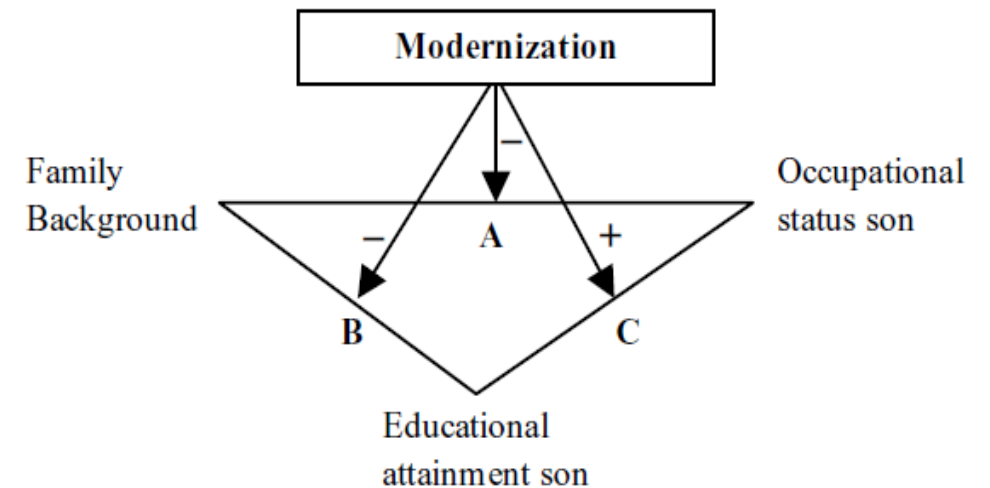 Modernization
Family
Background
Occupational
status son
–
–
+
A
B
C
Educational
attainment son